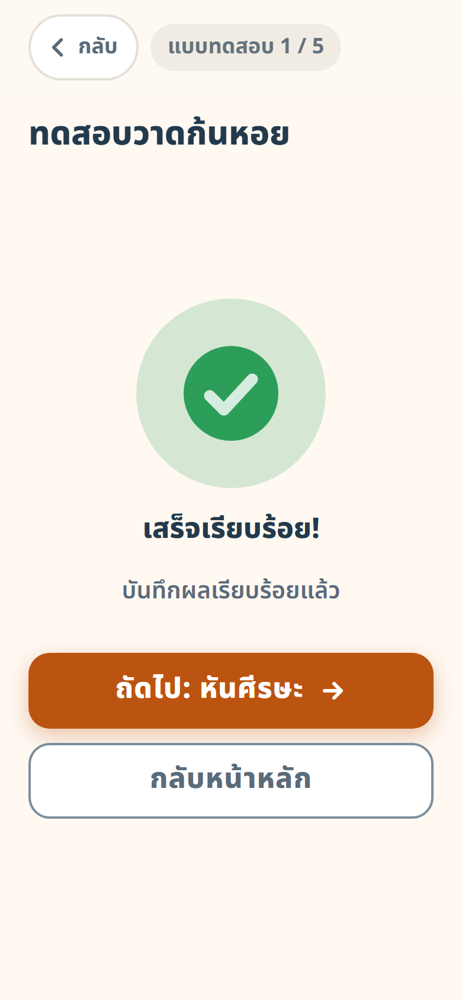 กลับ
แบบทดสอบ 1 / 5
ทดสอบวาดก้นหอย
เสร็จเรียบร้อย!
บันทึกผลเรียบร้อยแล้ว
ถัดไป: หันศีรษะ →
กลับหน้าหลัก